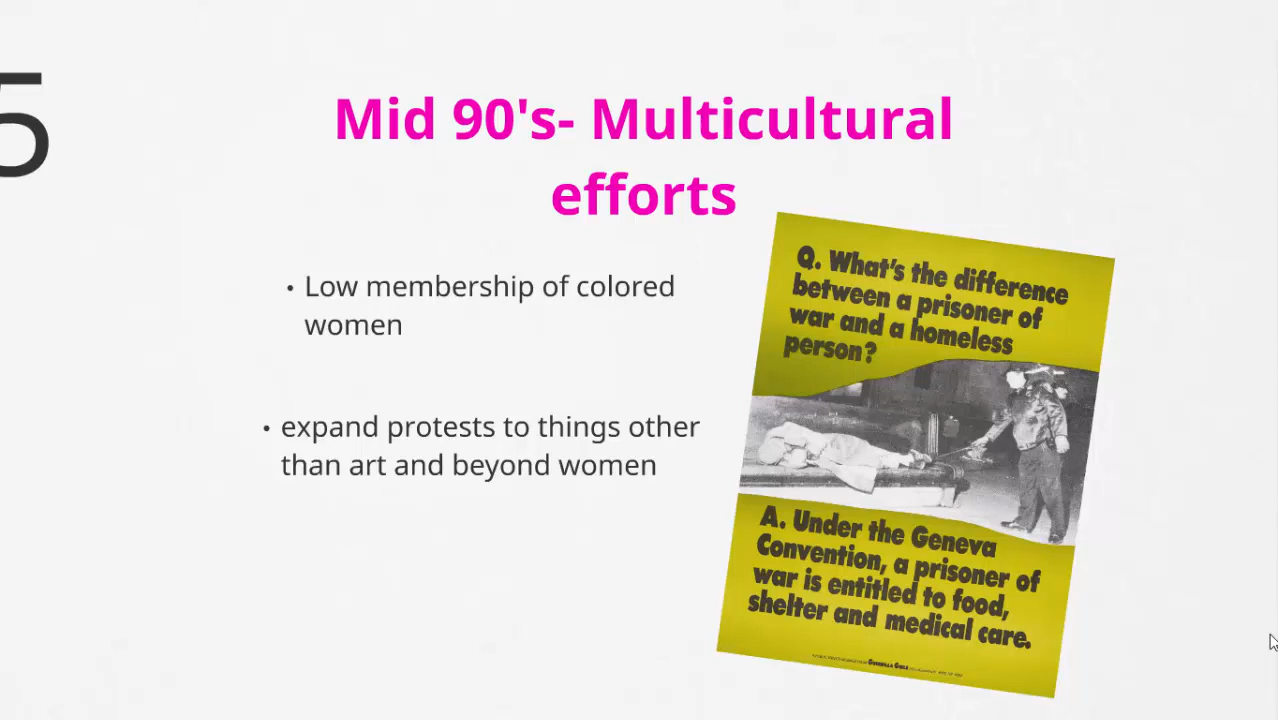 5
Mid 90's- Multicultural
efforts
• Low membership of colored
women
• expand protests to things other
than art and beyond women
Q. What's the difference
between a prisoner of
war and a homeless
person?
A. Under the Geneva
Convention, a prisoner of
war is entitled to food,
shelter and medical care.
GUERRILLA GIRLS